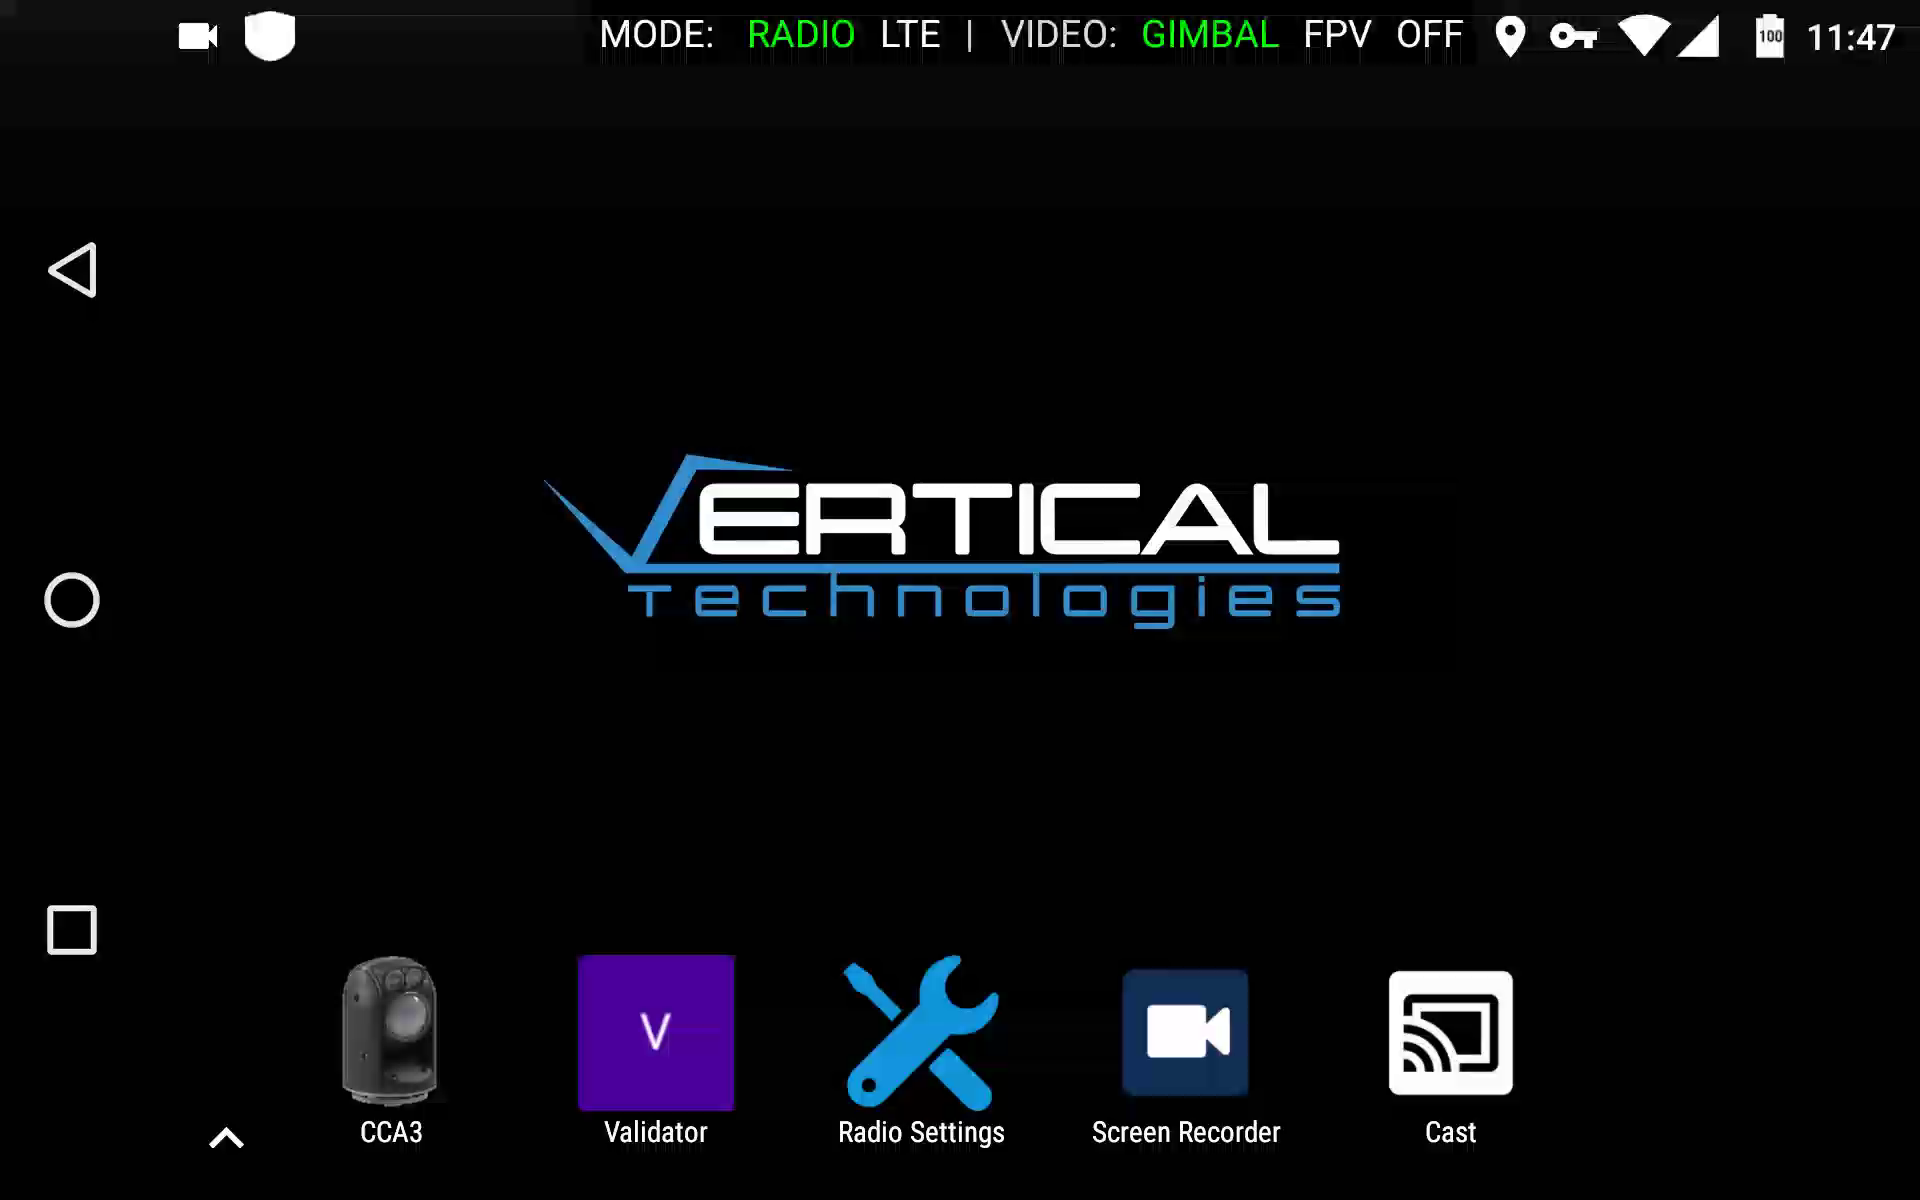 MODE: RADIO LTE | VIDEO: GIMBAL FPV OFF 100 11:47
VERTICAL
Technologies
V
CCA3 Validator Radio Settings Screen Recorder Cast